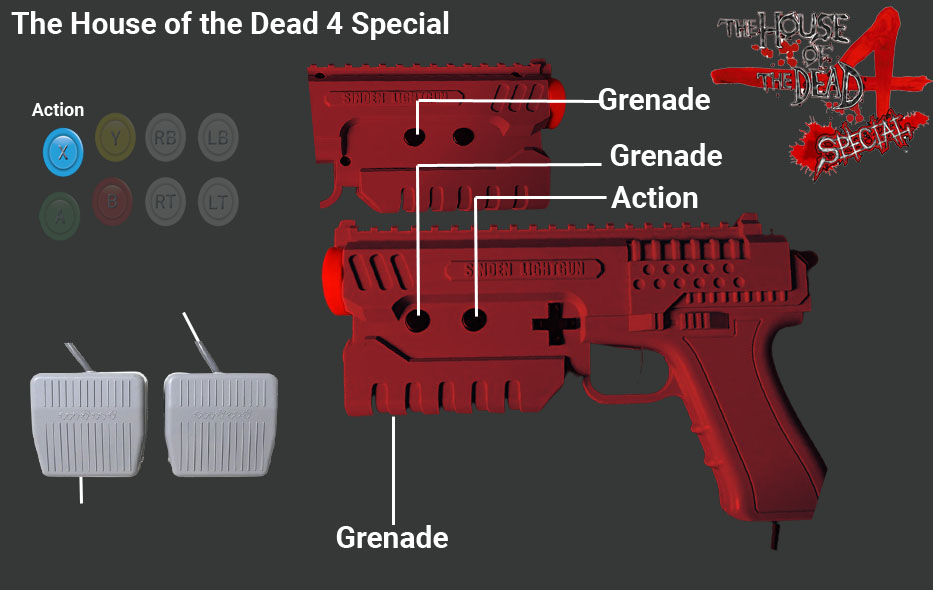 The House of the Dead 4 Special
THE HOUSE
OF
THE DEAD 4
SPECIAL
Action
X Y RB LB
A B RT LT
SINDEN LIGHTGUN
Grenade
Grenade
Action
SINDEN LIGHTGUN
Grenade